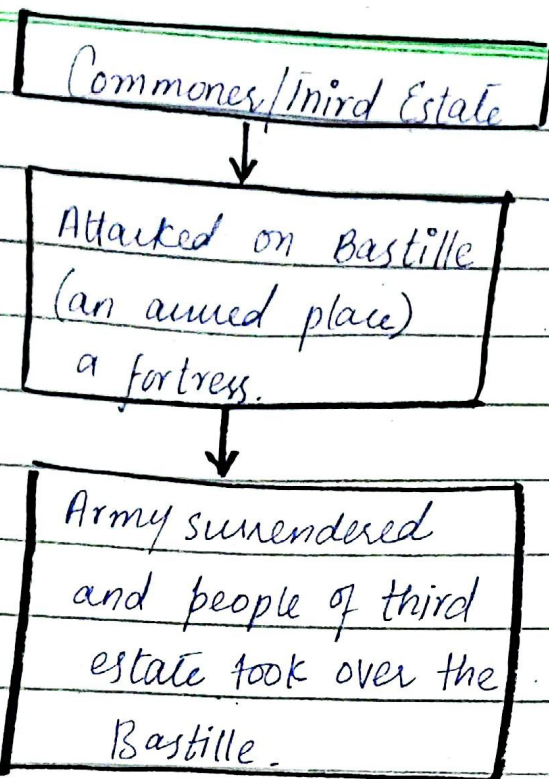 Commoner/Third Estate
Attacked on Bastille
(an armed place)
a fortress.
Army surrendered
and people of third
estate took over the
Bastille.